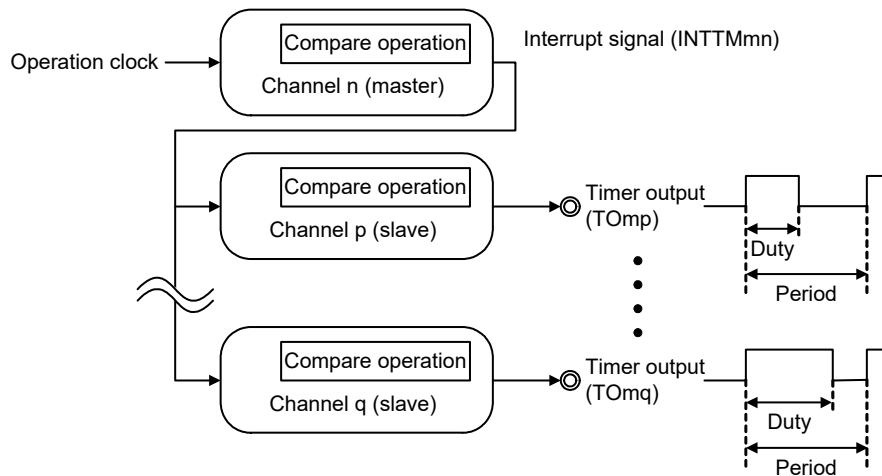 Compare operation
Interrupt signal (INTTMmn)
Operation clock
Channel n (master)
Compare operation
Channel p (slave)
Timer output
(TOmp)
Duty
Period
Compare operation
Channel q (slave)
Timer output
(TOmq)
Duty
Period